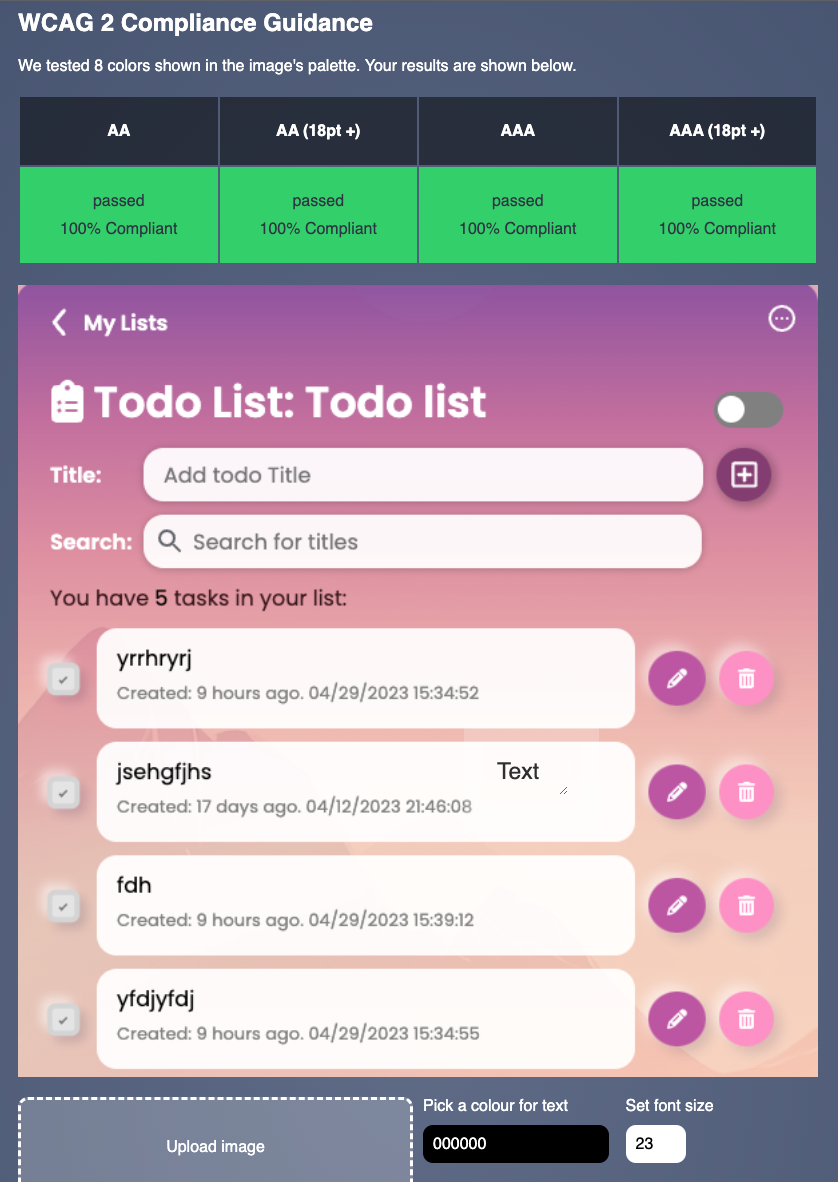 WCAG 2 Compliance Guidance
We tested 8 colors shown in the image's palette. Your results are shown below.
AA AA (18pt +) AAA AAA (18pt +)
passed passed passed passed
100% Compliant 100% Compliant 100% Compliant 100% Compliant
My Lists
Todo List: Todo list
Title: Add todo Title
Search: Search for titles
You have 5 tasks in your list:
yrrhryrj
Created: 9 hours ago. 04/29/2023 15:34:52
jsehgfjhs Text
Created: 17 days ago. 04/12/2023 21:46:08
fdh
Created: 9 hours ago. 04/29/2023 15:39:12
yfdjyfdj
Created: 9 hours ago. 04/29/2023 15:34:55
Pick a colour for text Set font size
Upload image 000000 23